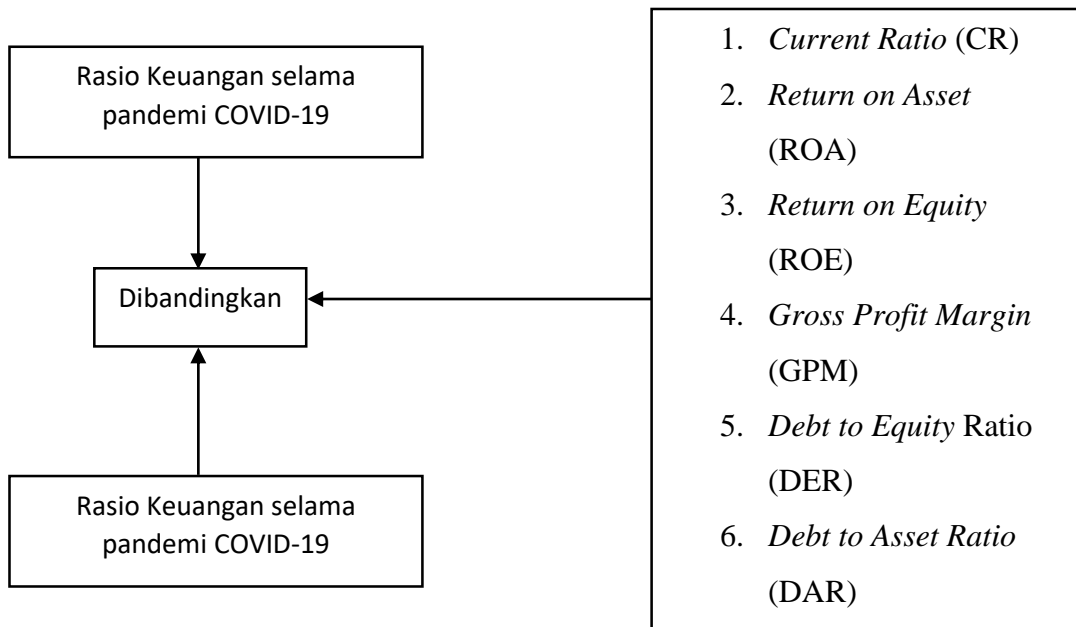 Rasio Keuangan selama
pandemi COVID-19
Dibandingkan
Rasio Keuangan selama
pandemi COVID-19
1. Current Ratio (CR)
2. Return on Asset
(ROA)
3. Return on Equity
(ROE)
4. Gross Profit Margin
(GPM)
5. Debt to Equity Ratio
(DER)
6. Debt to Asset Ratio
(DAR)